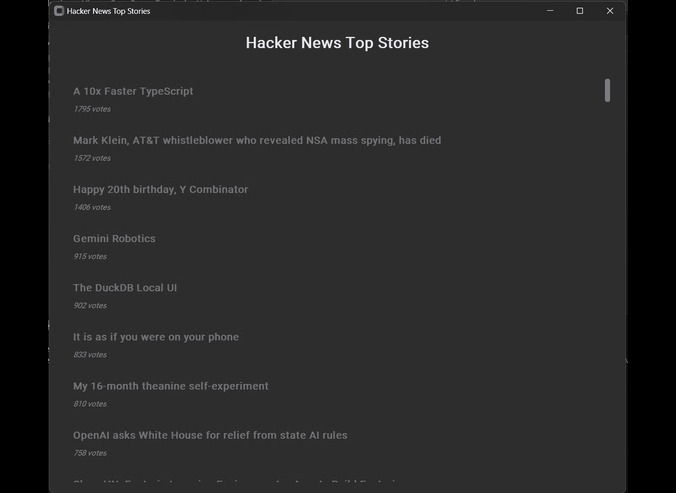 Hacker News Top Stories
Hacker News Top Stories
A 10x Faster TypeScript
1795 votes
Mark Klein, AT&T whistleblower who revealed NSA mass spying, has died
1572 votes
Happy 20th birthday, Y Combinator
1406 votes
Gemini Robotics
915 votes
The DuckDB Local UI
902 votes
It is as if you were on your phone
833 votes
My 16-month theanine self-experiment
810 votes
OpenAI asks White House for relief from state AI rules
758 votes